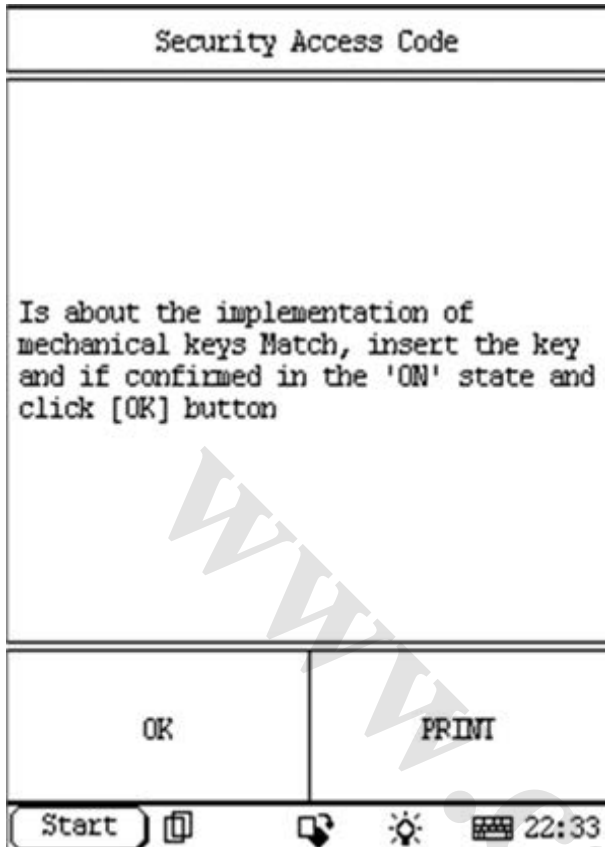 Security Access Code
Is about the implementation of
mechanical keys Match, insert the key
and if confirmed in the 'ON' state and
click [OK] button
OK
PRINT
Start
22:33
www.